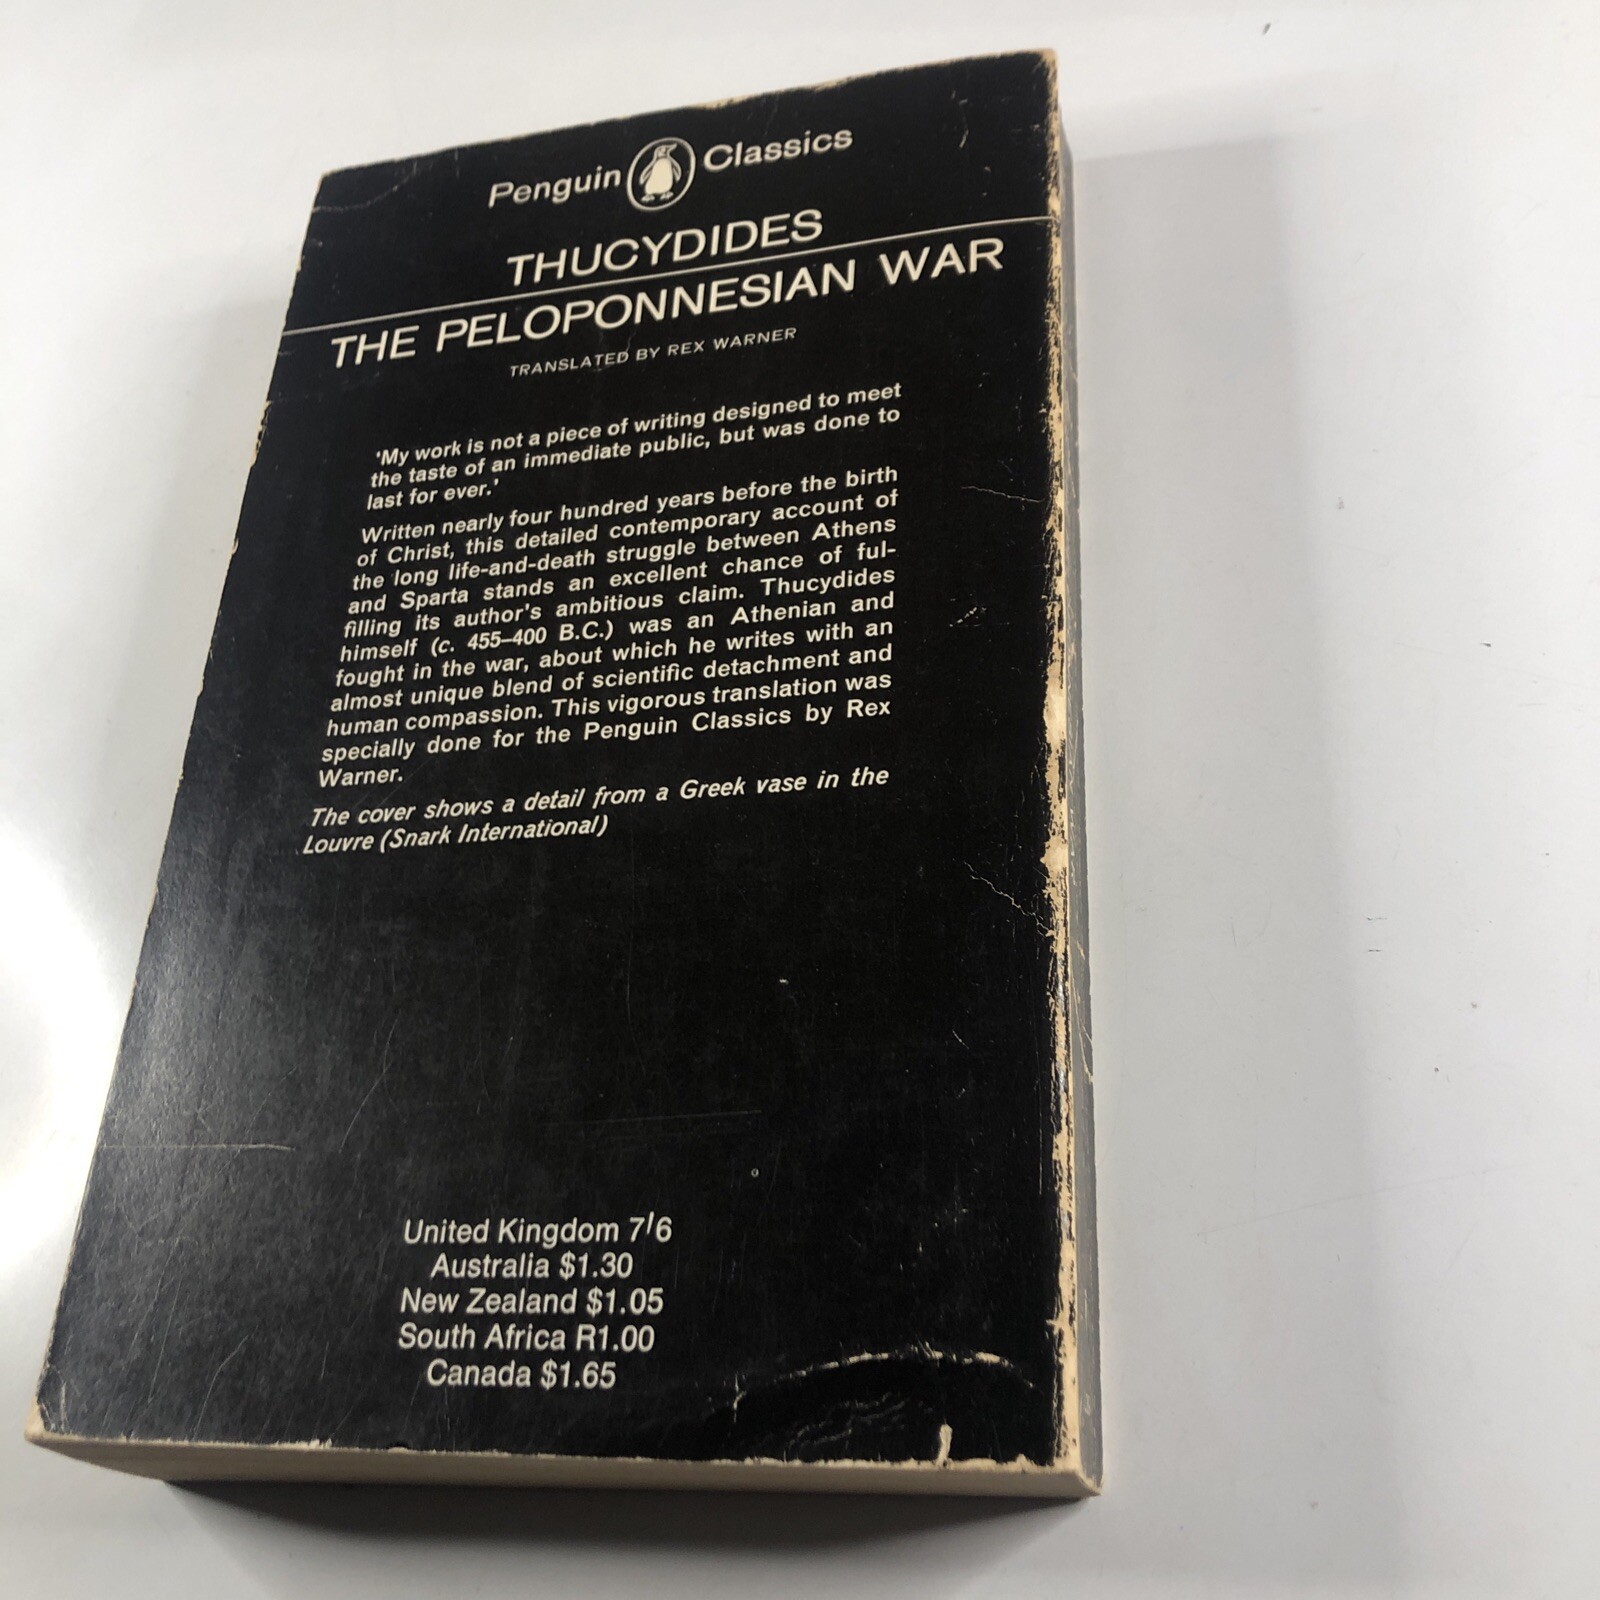 Penguin Classics
THUCYDIDES
THE PELOPONNESIAN WAR
TRANSLATED BY REX WARNER
'My work is not a piece of writing designed to meet
the taste of an immediate public, but was done to
last for ever.'
Written nearly four hundred years before the birth
of Christ, this detailed contemporary account of
the long life-and-death struggle between Athens
and Sparta stands an excellent chance of ful-
filling its author's ambitious claim. Thucydides
himself (c. 455–400 B.C.) was an Athenian and
fought in the war, about which he writes with an
almost unique blend of scientific detachment and
human compassion. This vigorous translation was
specially done for the Penguin Classics by Rex
Warner.
The cover shows a detail from a Greek vase in the
Louvre (Snark International)
United Kingdom 7/6
Australia $1.30
New Zealand $1.05
South Africa R1.00
Canada $1.65